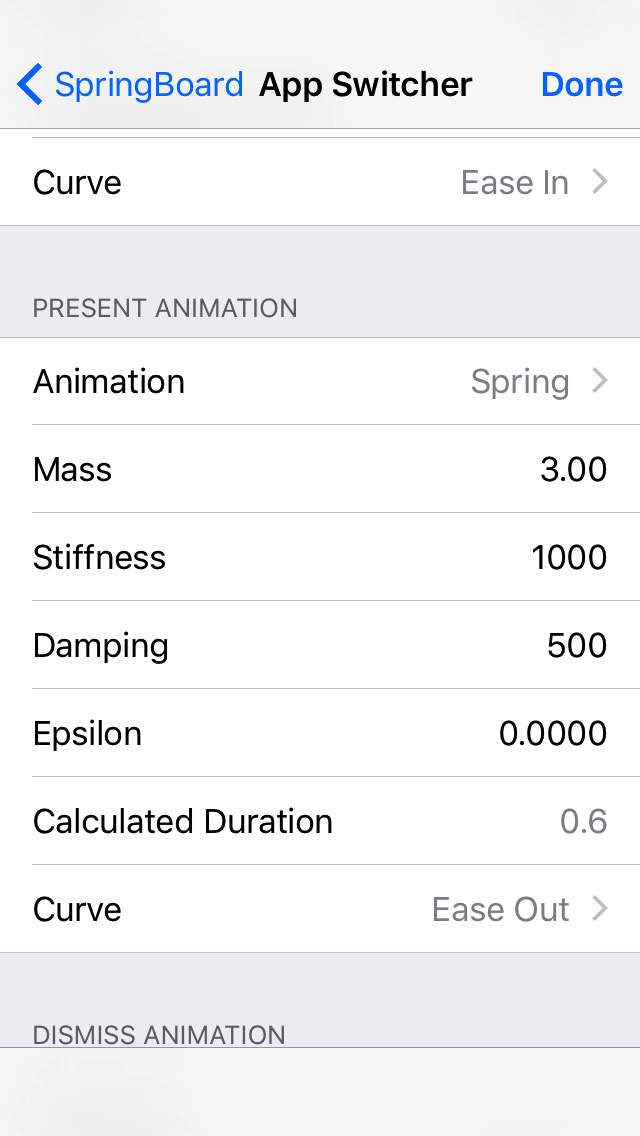 SpringBoard App Switcher Done
Curve Ease In
PRESENT ANIMATION
Animation Spring
Mass 3.00
Stiffness 1000
Damping 500
Epsilon 0.0000
Calculated Duration 0.6
Curve Ease Out
DISMISS ANIMATION